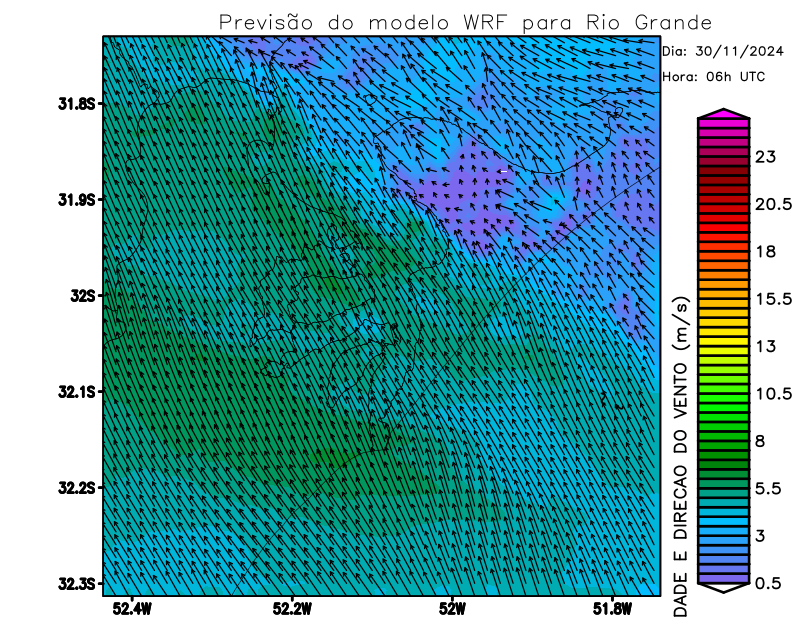 Previsão do modelo WRF para Rio Grande
Dia: 30/11/2024
Hora: 06h UTC
31.8S
31.9S
32S
32.1S
32.2S
32.3S
52.4W
52.2W
52W
51.8W
23
20.5
18
15.5
13
10.5
8
5.5
3
0.5
DADE E DIRECAO DO VENTO (m/s)